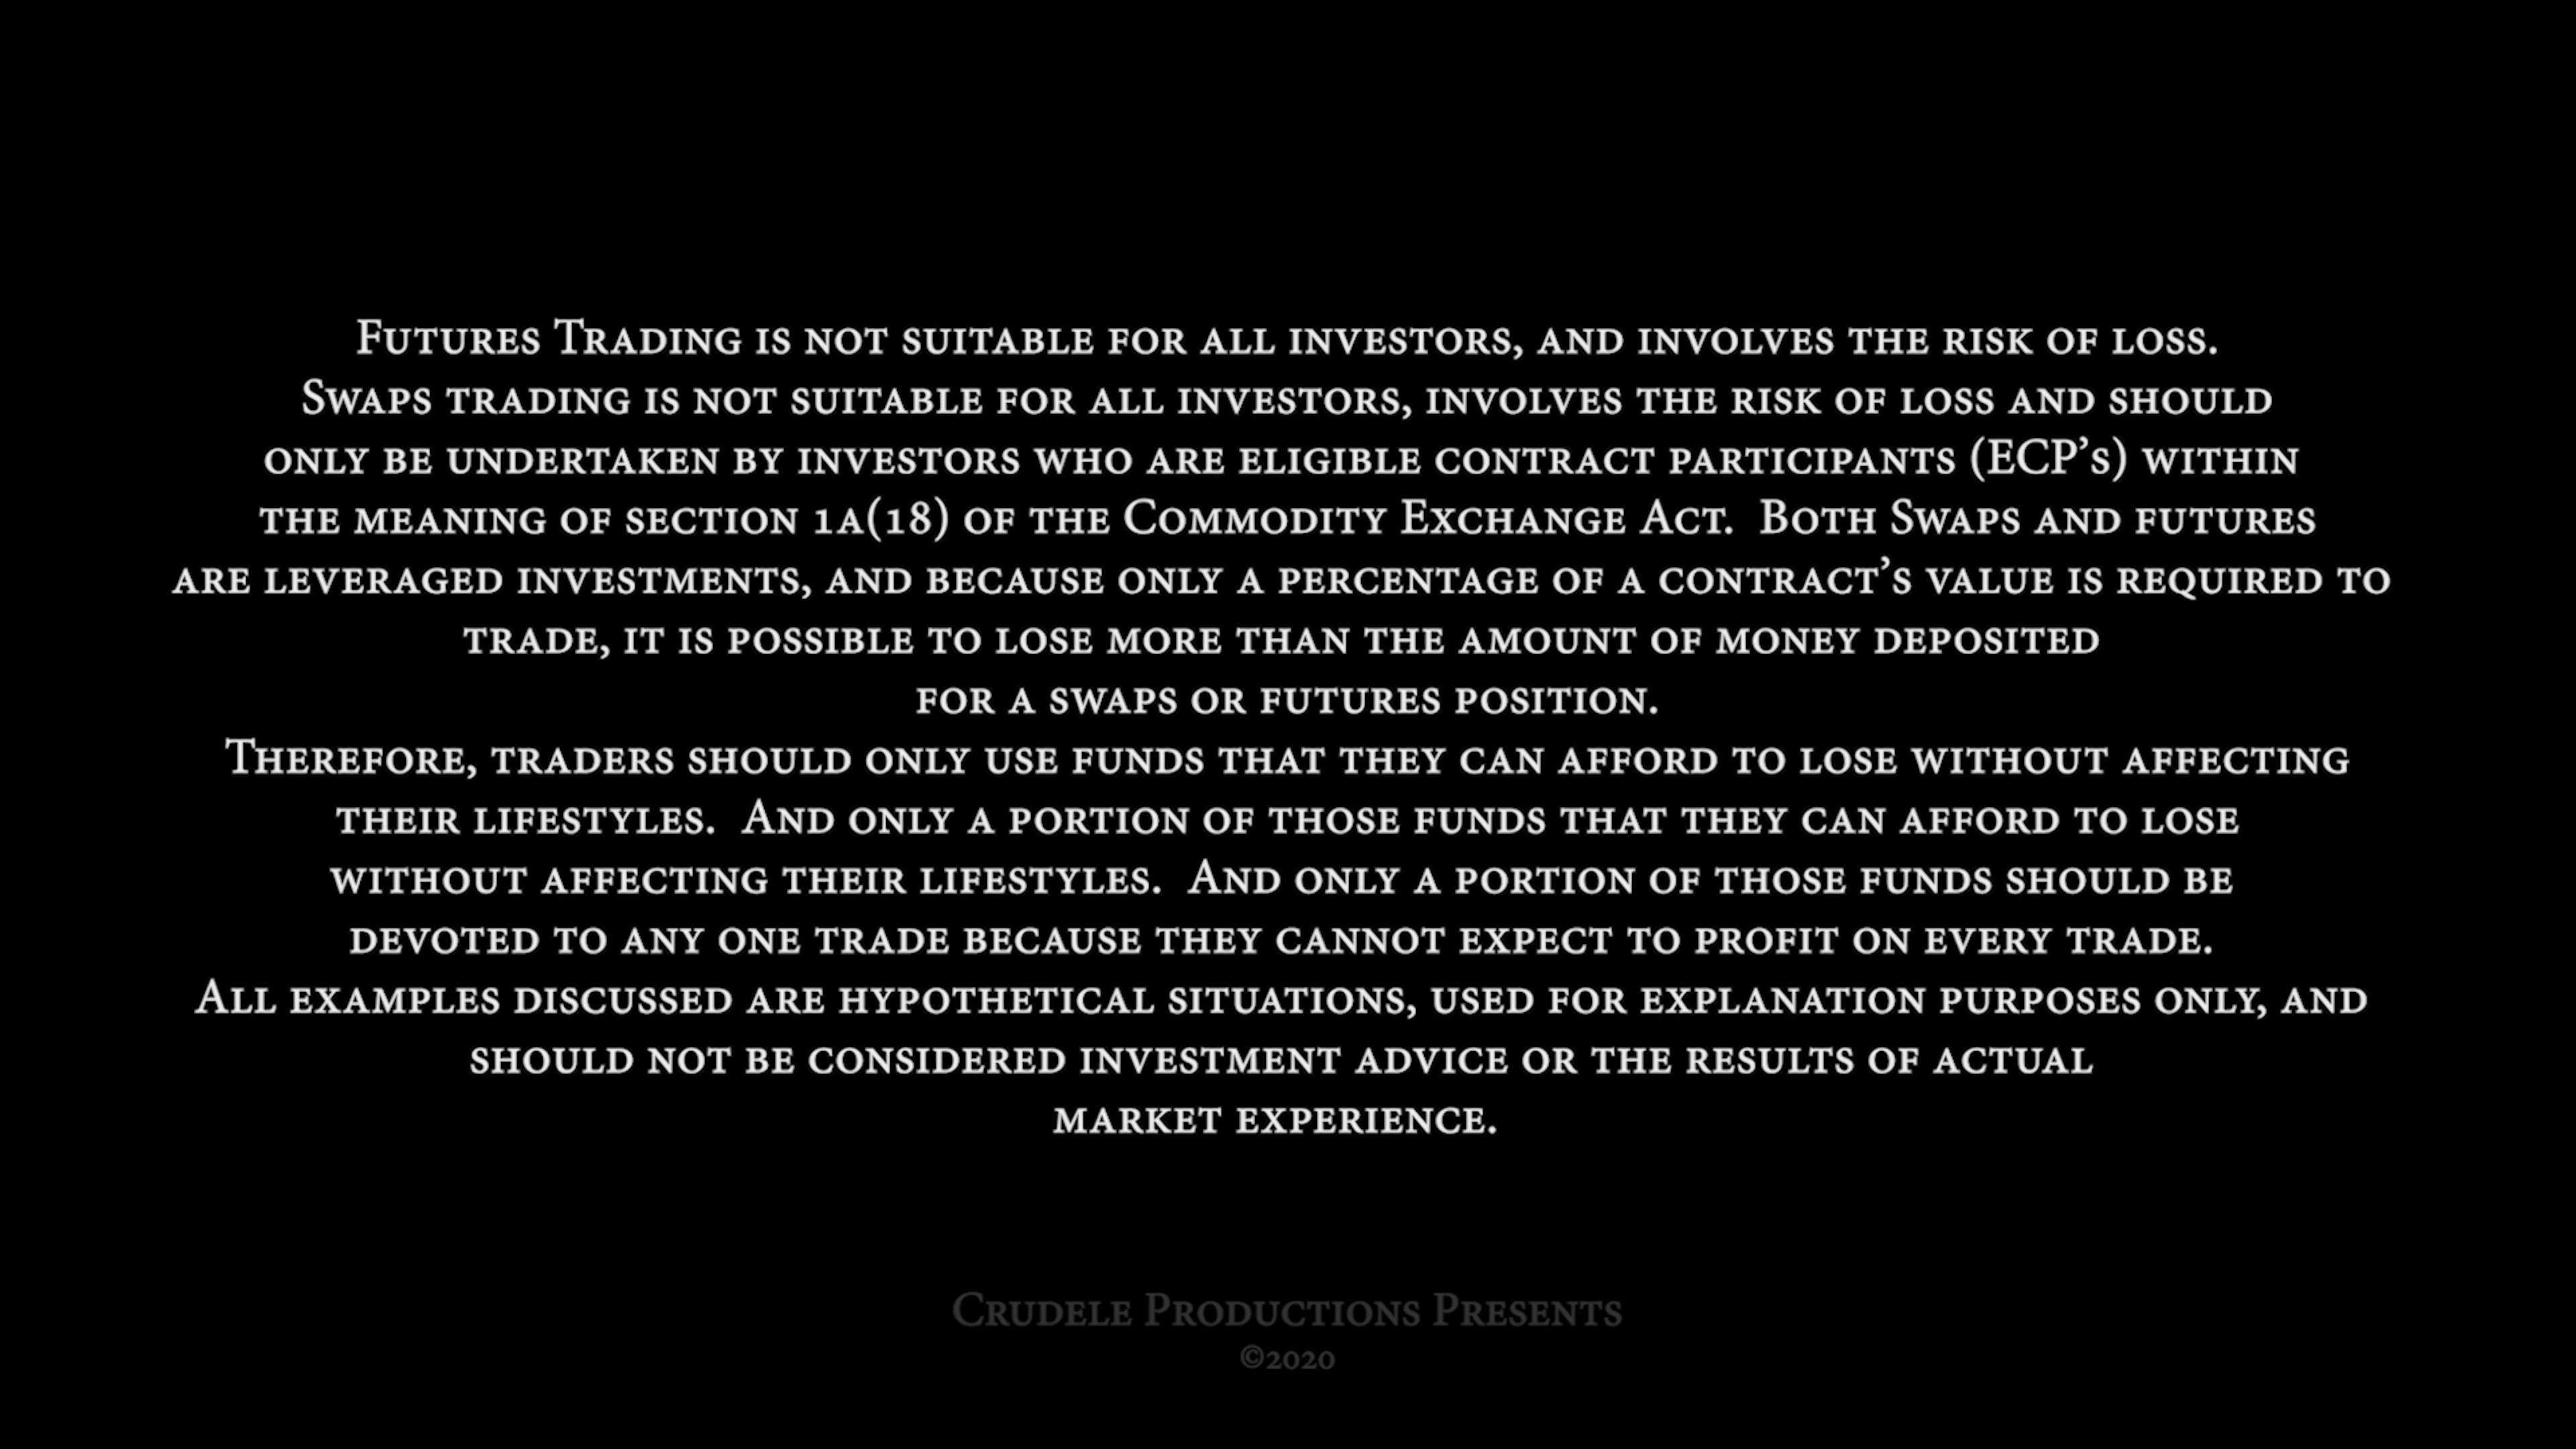 Futures Trading is not suitable for all investors, and involves the risk of loss.
Swaps trading is not suitable for all investors, involves the risk of loss and should
only be undertaken by investors who are eligible contract participants (ECP’s) within
the meaning of section 1a(18) of the Commodity Exchange Act. Both Swaps and futures
are leveraged investments, and because only a percentage of a contract’s value is required to
trade, it is possible to lose more than the amount of money deposited
for a swaps or futures position.
Therefore, traders should only use funds that they can afford to lose without affecting
their lifestyles. And only a portion of those funds that they can afford to lose
without affecting their lifestyles. And only a portion of those funds should be
devoted to any one trade because they cannot expect to profit on every trade.
All examples discussed are hypothetical situations, used for explanation purposes only, and
should not be considered investment advice or the results of actual
market experience.
Crudele Productions Presents
©2020